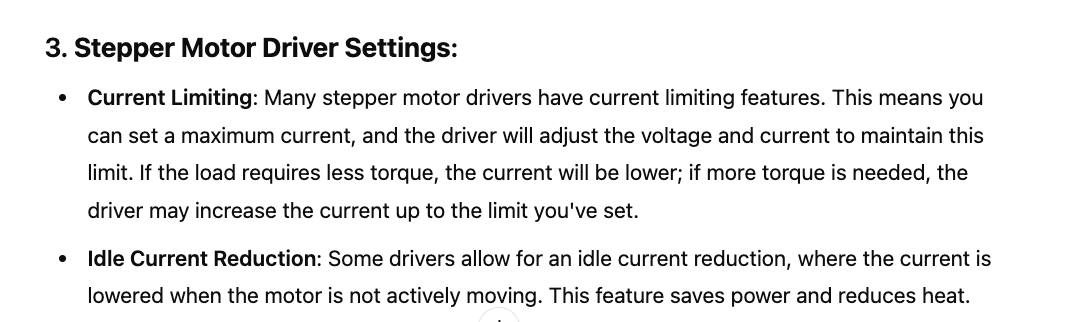 3. Stepper Motor Driver Settings:
• Current Limiting: Many stepper motor drivers have current limiting features. This means you
can set a maximum current, and the driver will adjust the voltage and current to maintain this
limit. If the load requires less torque, the current will be lower; if more torque is needed, the
driver may increase the current up to the limit you've set.
• Idle Current Reduction: Some drivers allow for an idle current reduction, where the current is
lowered when the motor is not actively moving. This feature saves power and reduces heat.